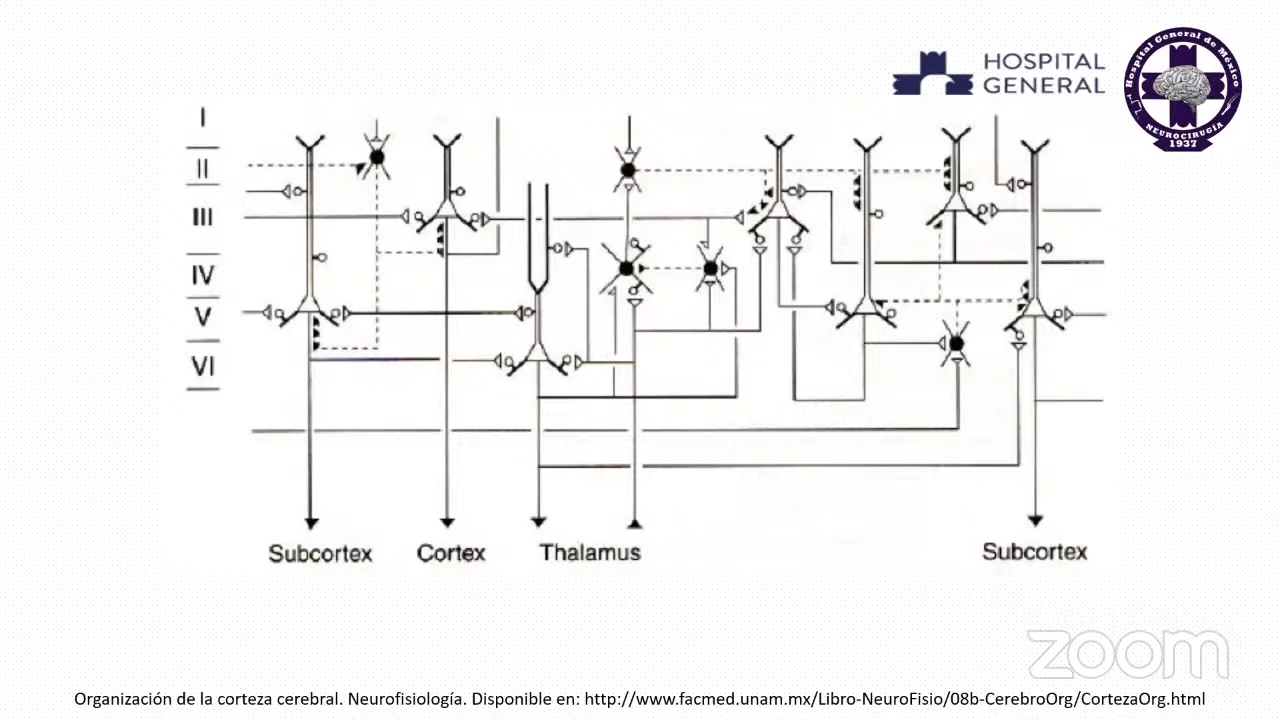 HOSPITAL
GENERAL
Hospital General de México
NEUROCIRUGÍA
1937
I
II
III
IV
V
VI
Subcortex
Cortex
Thalamus
Subcortex
zoom
Organización de la corteza cerebral. Neurofisiología. Disponible en: http://www.facmed.unam.mx/Libro-NeuroFisio/08b-CerebroOrg/CortezaOrg.html